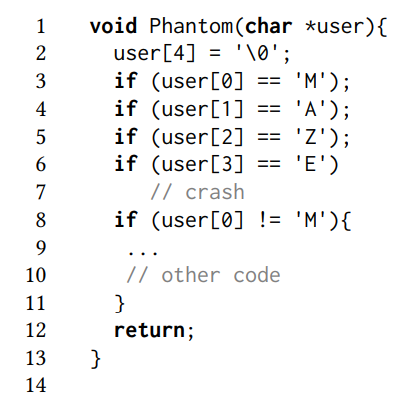 1 void Phantom(char *user){
2 user[4] = '\0';
3 if (user[0] == 'M');
4 if (user[1] == 'A');
5 if (user[2] == 'Z');
6 if (user[3] == 'E')
7 // crash
8 if (user[0] != 'M'){
9 ...
10 // other code
11 }
12 return;
13 }
14